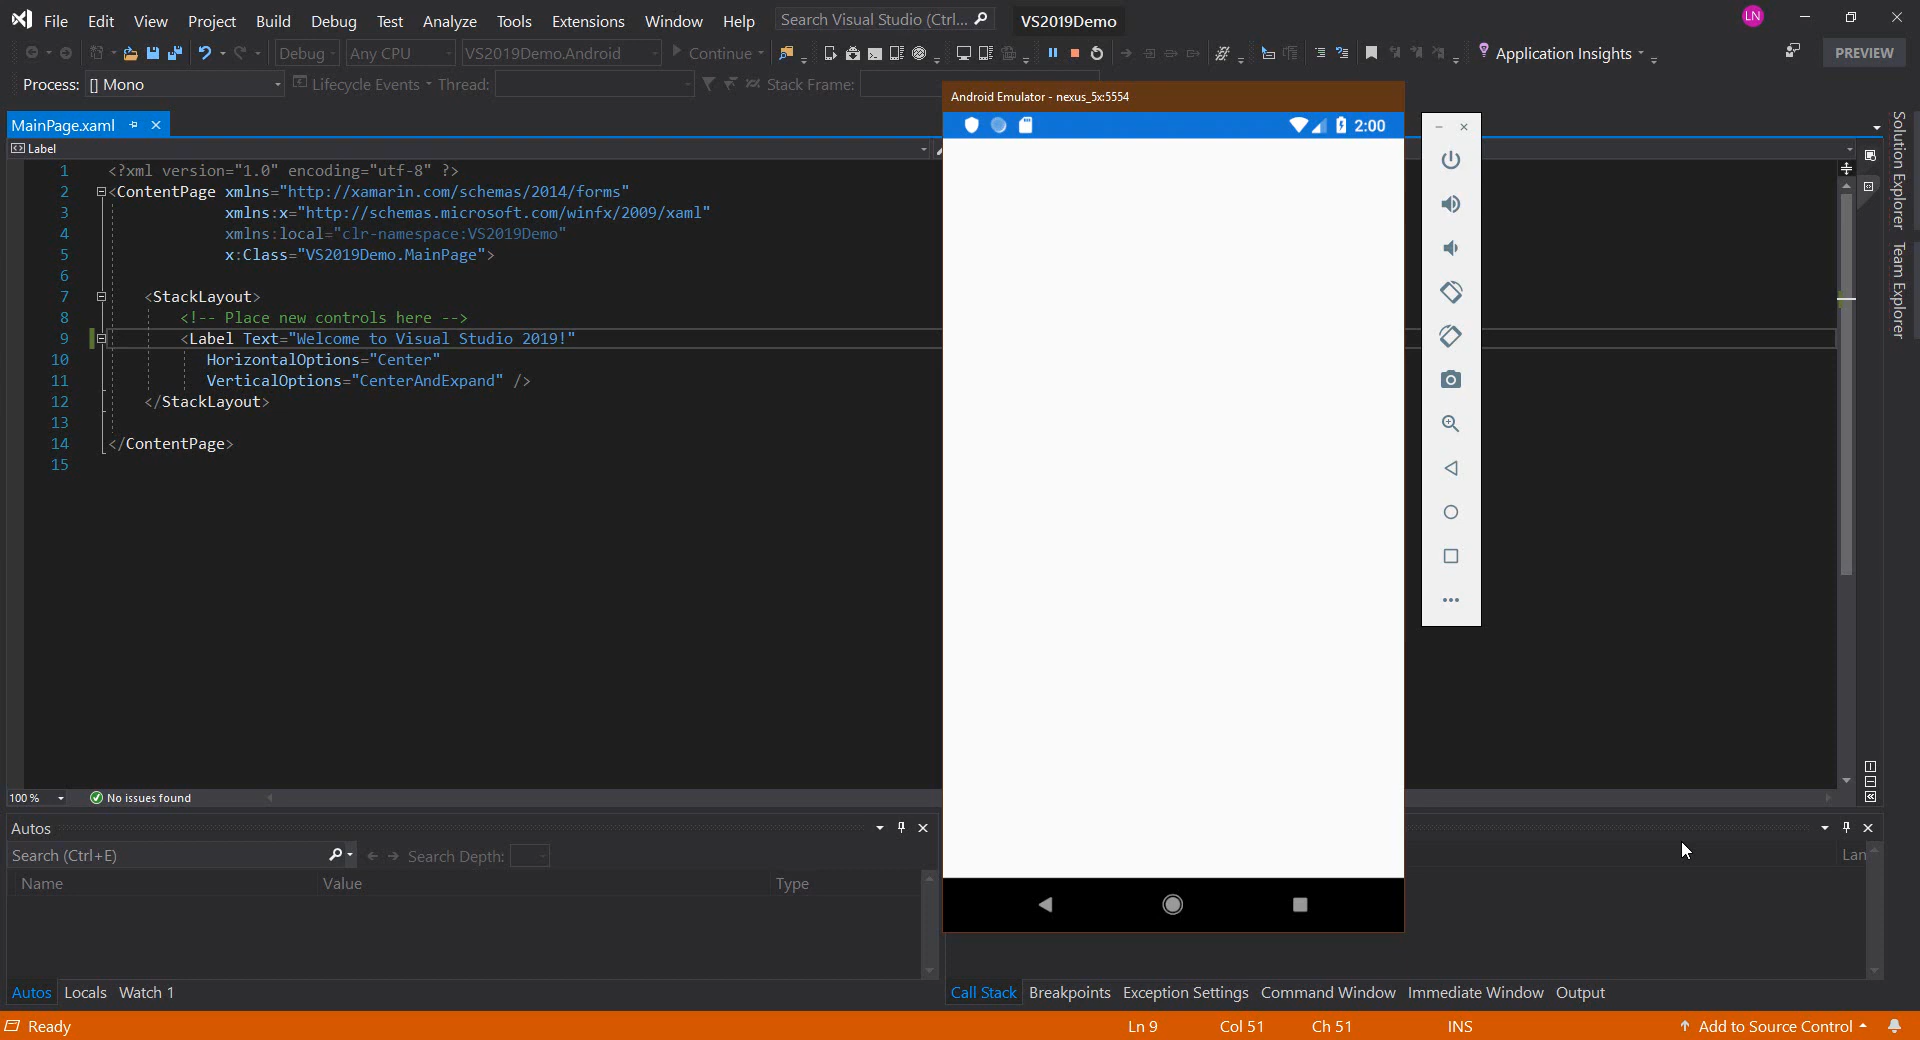 File Edit View Project Build Debug Test Analyze Tools Extensions Window Help Search Visual Studio (Ctrl... VS2019Demo LN
Debug Any CPU VS2019Demo.Android Continue Application Insights PREVIEW
Process: [] Mono Lifecycle Events Thread: Stack Frame:
Android Emulator - nexus_5x:5554
MainPage.xaml
2:00
Label
1 <?xml version="1.0" encoding="utf-8" ?>
2 <ContentPage xmlns="http://xamarin.com/schemas/2014/forms"
3 xmlns:x="http://schemas.microsoft.com/winfx/2009/xaml"
4 xmlns:local="clr-namespace:VS2019Demo"
5 x:Class="VS2019Demo.MainPage">
6
7 <StackLayout>
8 <!-- Place new controls here -->
9 <Label Text="Welcome to Visual Studio 2019!"
10 HorizontalOptions="Center"
11 VerticalOptions="CenterAndExpand" />
12 </StackLayout>
13
14 </ContentPage>
15
Solution Explorer
Team Explorer
100 % No issues found
Autos
Search (Ctrl+E) Search Depth:
Lan
Name Value Type
Autos Locals Watch 1
Call Stack Breakpoints Exception Settings Command Window Immediate Window Output
Ready Ln 9 Col 51 Ch 51 INS Add to Source Control